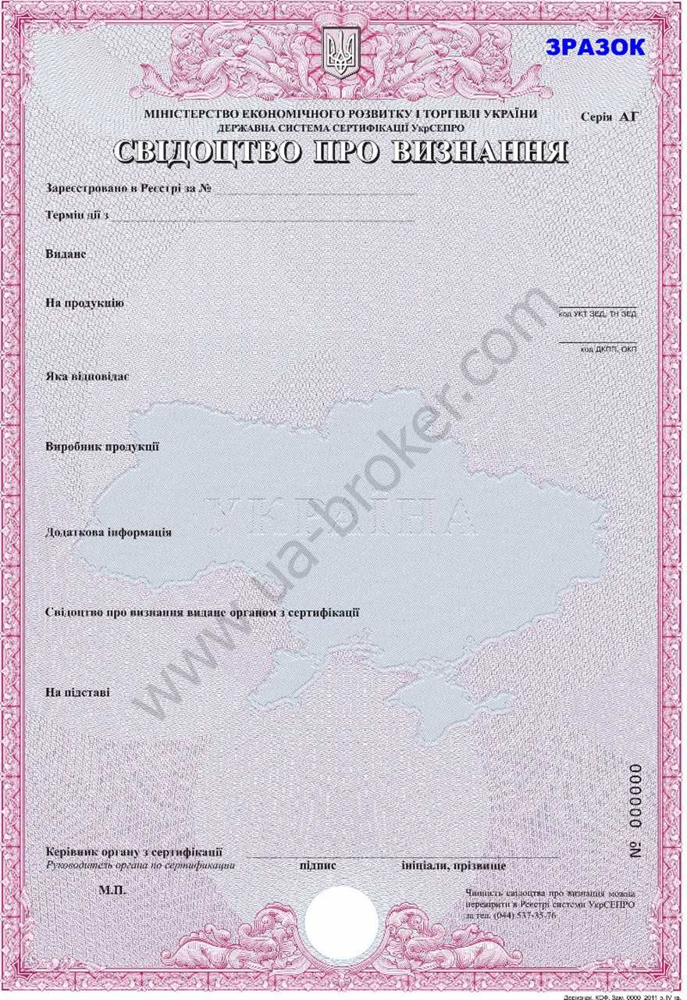 ЗРАЗОК
МІНІСТЕРСТВО ЕКОНОМІЧНОГО РОЗВИТКУ І ТОРГІВЛІ УКРАЇНИ
Серія АГ
ДЕРЖАВНА СИСТЕМА СЕРТИФІКАЦІЇ УкрСЕПРО
СВІДОЦТВО ПРО ВИЗНАННЯ
Зареєстровано в Реєстрі за №
Термін дії з
Видане
На продукцію
код УКТ ЗЕД, ТН ЗЕД
код ДКПП, ОКП
Яка відповідає
Виробник продукції
УКРАЇНА
Додаткова інформація
www.ua-broker.com
Свідоцтво про визнання видане органом з сертифікації
На підставі
№ 000000
Керівник органу з сертифікації
Руководитель органа по сертификации
підпис
ініціали, прізвище
М.П.
Чинність свідоцтва про визнання можна
перевірити в Реєстрі системи УкрСЕПРО
за тел. (044) 537-35-76
Держзнак. КОФ. Зам. 0000 2011 р. IV кв.